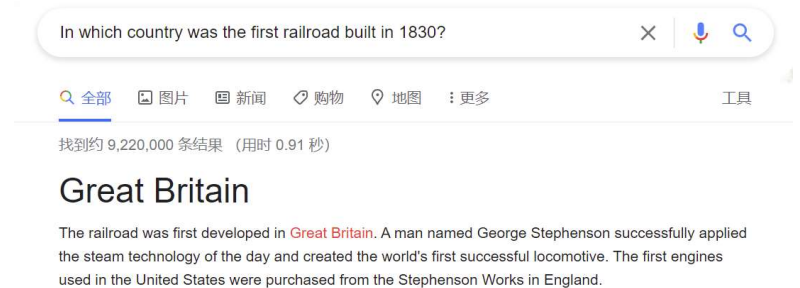 In which country was the first railroad built in 1830?
全部 图片 新闻 购物 地图 更多 工具
找到约 9,220,000 条结果 （用时 0.91 秒）
Great Britain
The railroad was first developed in Great Britain. A man named George Stephenson successfully applied
the steam technology of the day and created the world's first successful locomotive. The first engines
used in the United States were purchased from the Stephenson Works in England.